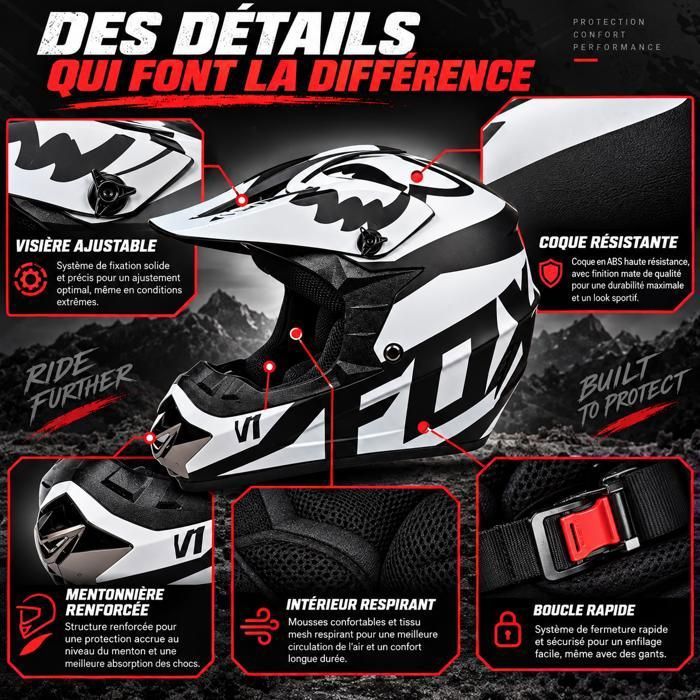 DES DÉTAILS
QUI FONT LA DIFFÉRENCE
PROTECTION
CONFORT
PERFORMANCE
VISIÈRE AJUSTABLE
Système de fixation solide
et précis pour un ajustement
optimal, même en conditions
extrêmes.
COQUE RÉSISTANTE
Coque en ABS haute résistance,
avec finition mate de qualité
pour une durabilité maximale
et un look sportif.
RIDE
FURTHER
BUILT
TO PROTECT
FOX
V1
V1
MENTONNIÈRE
RENFORCÉE
Structure renforcée pour
une protection accrue au
niveau du menton et une
meilleure absorption des chocs.
INTÉRIEUR RESPIRANT
Mousses confortables et tissu
mesh respirant pour une meilleure
circulation de l'air et un confort
longue durée.
BOUCLE RAPIDE
Système de fermeture rapide
et sécurisé pour un enfilage
facile, même avec des gants.